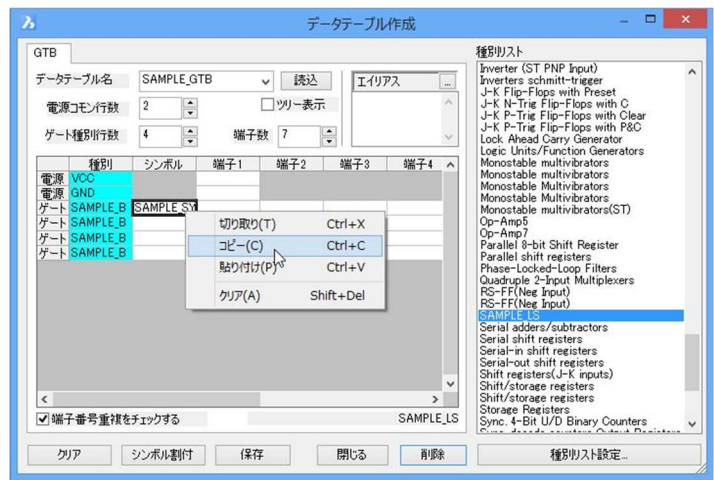 データテーブル作成
GTB
データテーブル名 SAMPLE_GTB 読込 エイリアス ...
電源コモン行数 2 ツリー表示
ゲート種別行数 4 端子数 7
種別 シンボル 端子1 端子2 端子3 端子4
電源 VCC
電源 GND
ゲート SAMPLE_B SAMPLE_SY
ゲート SAMPLE_B
ゲート SAMPLE_B
ゲート SAMPLE_B
切り取り(T) Ctrl+X
コピー(C) Ctrl+C
貼り付け(P) Ctrl+V
クリア(A) Shift+Del
端子番号重複をチェックする SAMPLE_LS
クリア シンボル割付 保存 閉じる 削除
種別リスト
Inverter (ST PNP Input)
Inverters schmitt-trigger
J-K Flip-Flops with Preset
J-K N-Trig Flip-Flops with C
J-K P-Trig Flip-Flops with Clear
J-K P-Trig Flip-Flops with P&C
Lock Ahead Carry Generator
Logic Units/Function Generators
Monostable multivibrators
Monostable multivibrators
Monostable Multivibrators
Monostable Multivibrators
Monostable multivibrators(ST)
Op-Amp5
Op-Amp7
Parallel 8-bit Shift Register
Parallel shift registers
Phase-Locked-Loop Filters
Quadruple 2-Input Multiplexers
RS-FF(Neg Input)
RS-FF(Neg Input)
SAMPLE_LS
Serial adders/subtractors
Serial shift registers
Serial-in shift registers
Serial-out shift registers
Shift registers(J-K inputs)
Shift/storage registers
Shift/storage registers
Storage Registers
Sync. 4-Bit U/D Binary Counters
種別リスト設定...